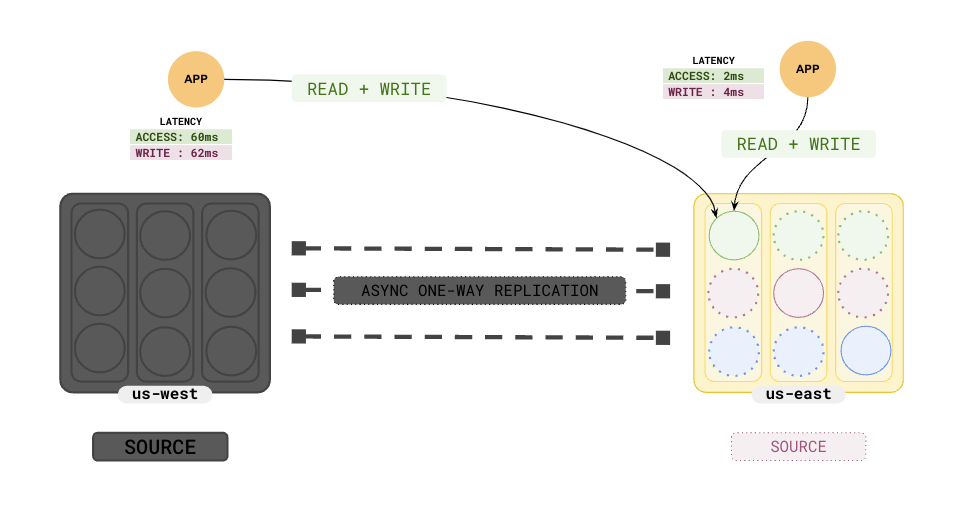 APP
LATENCY
ACCESS: 60ms
WRITE : 62ms
READ + WRITE
LATENCY
ACCESS: 2ms
WRITE : 4ms
APP
READ + WRITE
ASYNC ONE-WAY REPLICATION
us-west
us-east
SOURCE
SOURCE